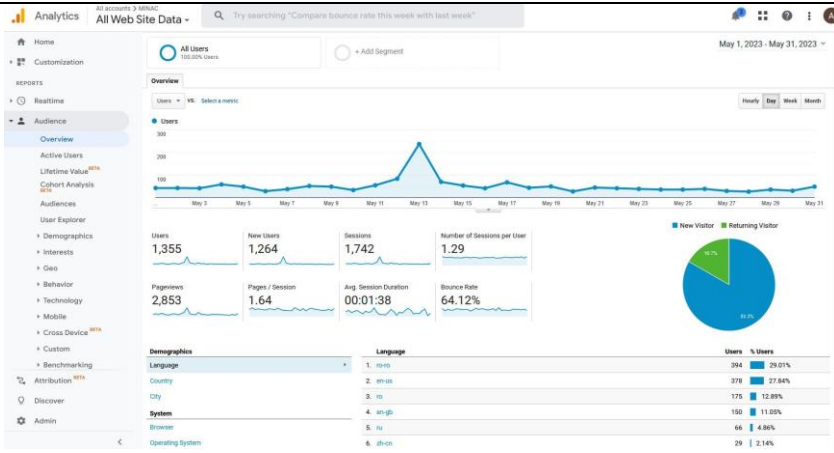 All accounts > MINAC
Analytics
All Web Site Data
Try searching "Compare bounce rate this week with last week"
Home
Customization
REPORTS
Realtime
Audience
Overview
Active Users
Lifetime Value BETA
Cohort Analysis
BETA
Audiences
User Explorer
Demographics
Interests
Geo
Behavior
Technology
Mobile
Cross Device BETA
Custom
Benchmarking
Attribution BETA
Discover
Admin
All Users
100.00% Users
+ Add Segment
May 1, 2023 - May 31, 2023
Overview
Users VS. Select a metric
Hourly Day Week Month
Users
300
200
100
... May 3 May 5 May 7 May 9 May 11 May 13 May 15 May 17 May 19 May 21 May 23 May 25 May 27 May 29 May 31
New Visitor Returning Visitor
Users New Users Sessions Number of Sessions per User
1,355 1,264 1,742 1.29
Pageviews Pages / Session Avg. Session Duration Bounce Rate
2,853 1.64 00:01:38 64.12%
Demographics
Language
Country
City
System
Browser
Operating System
Language Users % Users
1. ro-ro 394 29.01%
2. en-us 378 27.84%
3. ro 175 12.89%
4. en-gb 150 11.05%
5. ru 66 4.86%
6. zh-cn 29 2.14%